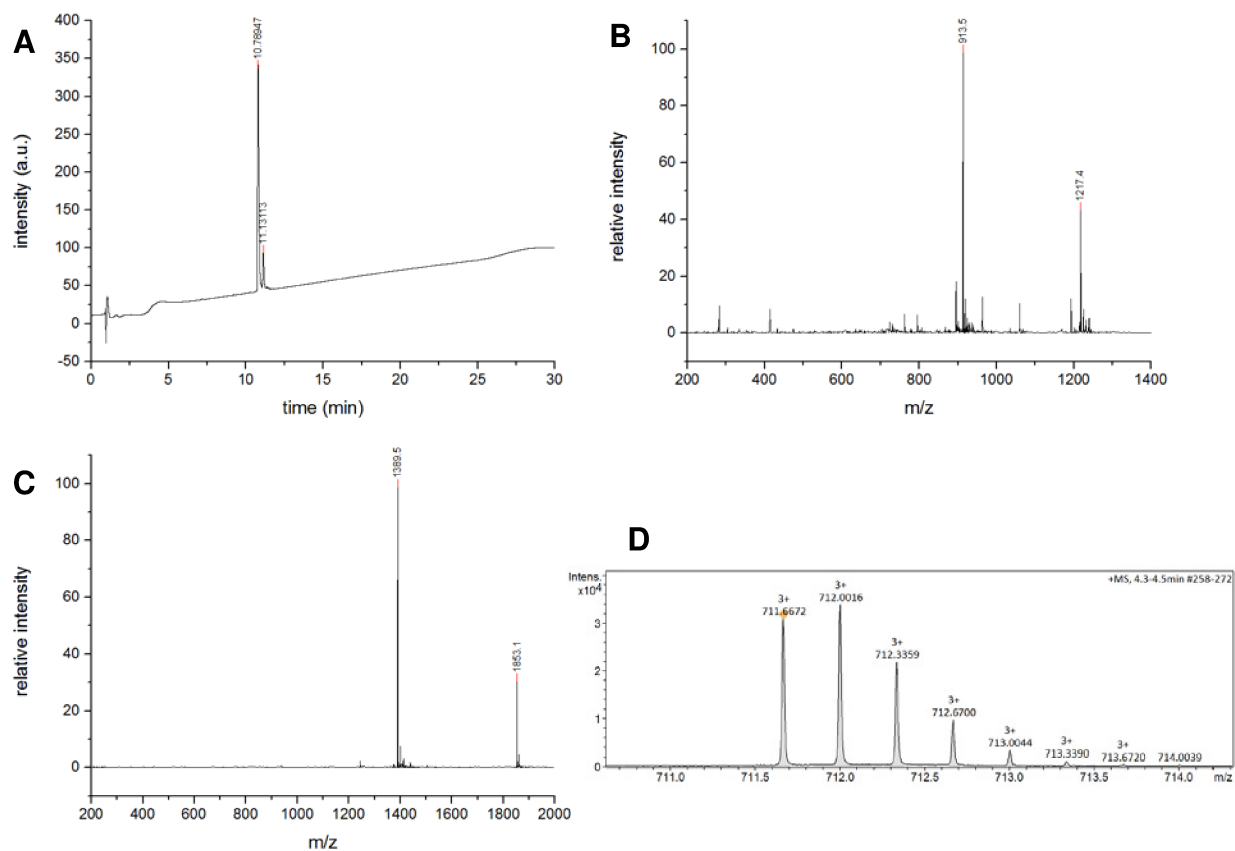 A
400
350
300
250
200
150
100
50
0
-50
intensity (a.u.)
10.78947
11.13113
0 5 10 15 20 25 30
time (min)
B
100
80
60
40
20
0
relative intensity
913.5
1217.4
200 400 600 800 1000 1200 1400
m/z
C
100
80
60
40
20
0
relative intensity
1389.5
1853.1
200 400 600 800 1000 1200 1400 1600 1800 2000
m/z
D
Intens.
x10⁴
+MS, 4.3-4.5min #258-272
3
2
1
0
3+
711.6672
3+
712.0016
3+
712.3359
3+
712.6700
3+
713.0044
3+
713.3390
3+
713.6720
714.0039
711.0 711.5 712.0 712.5 713.0 713.5 714.0 m/z